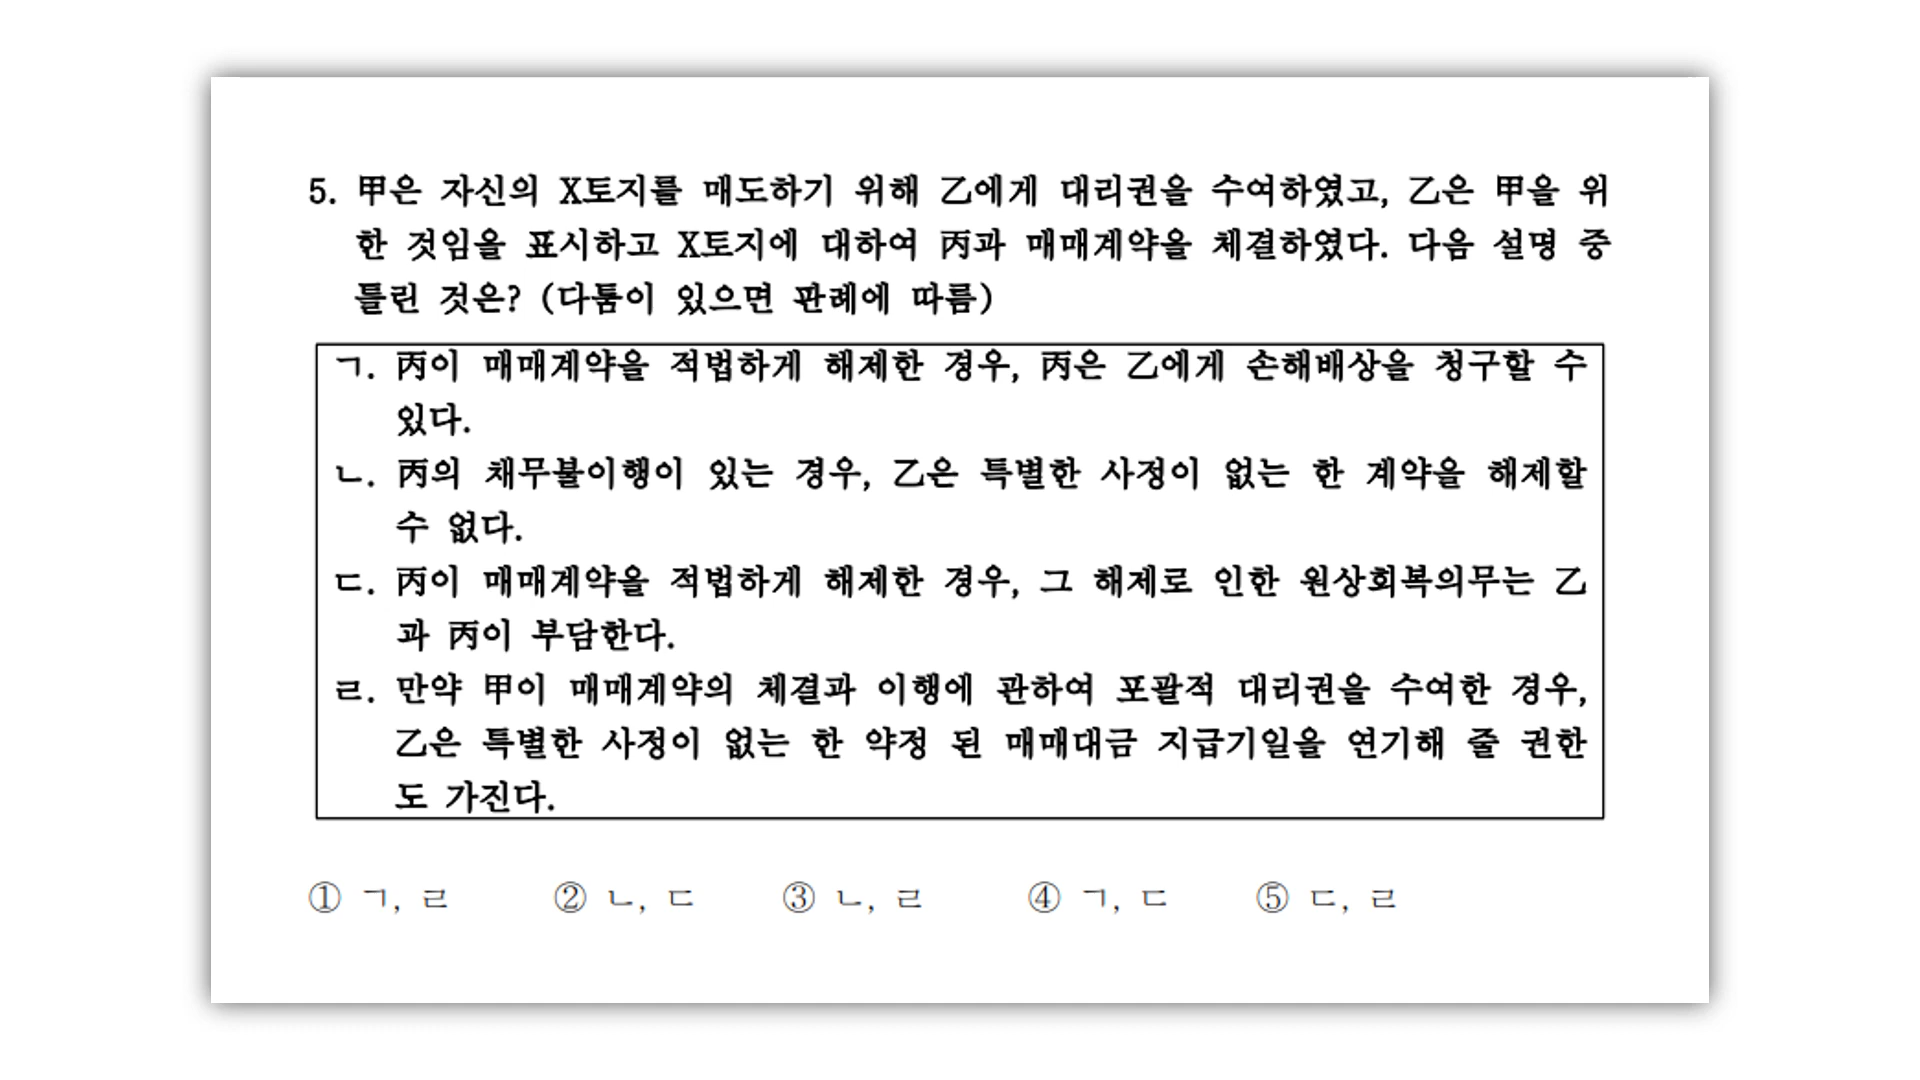 5. 甲은 자신의 X토지를 매도하기 위해 乙에게 대리권을 수여하였고, 乙은 甲을 위
한 것임을 표시하고 X토지에 대하여 丙과 매매계약을 체결하였다. 다음 설명 중
틀린 것은? (다툼이 있으면 판례에 따름)
ㄱ. 丙이 매매계약을 적법하게 해제한 경우, 丙은 乙에게 손해배상을 청구할 수
있다.
ㄴ. 丙의 채무불이행이 있는 경우, 乙은 특별한 사정이 없는 한 계약을 해제할
수 없다.
ㄷ. 丙이 매매계약을 적법하게 해제한 경우, 그 해제로 인한 원상회복의무는 乙
과 丙이 부담한다.
ㄹ. 만약 甲이 매매계약의 체결과 이행에 관하여 포괄적 대리권을 수여한 경우,
乙은 특별한 사정이 없는 한 약정 된 매매대금 지급기일을 연기해 줄 권한
도 가진다.
① ㄱ, ㄹ ② ㄴ, ㄷ ③ ㄴ, ㄹ ④ ㄱ, ㄷ ⑤ ㄷ, ㄹ